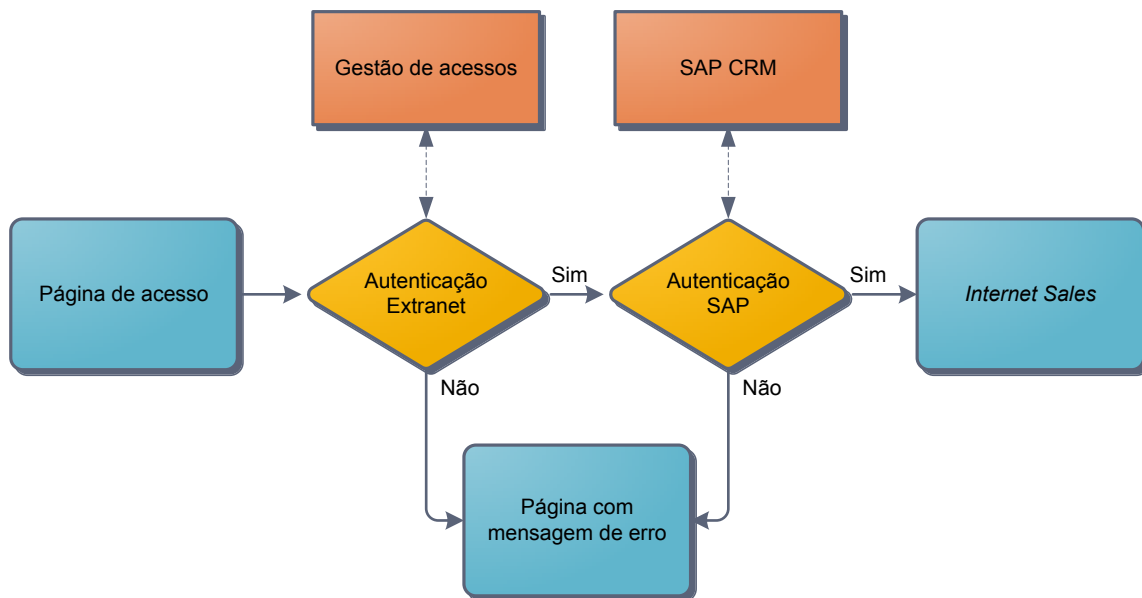 Gestão de acessos
SAP CRM
Página de acesso
Autenticação
Extranet
Sim
Autenticação
SAP
Sim
Internet Sales
Não
Não
Página com
mensagem de erro